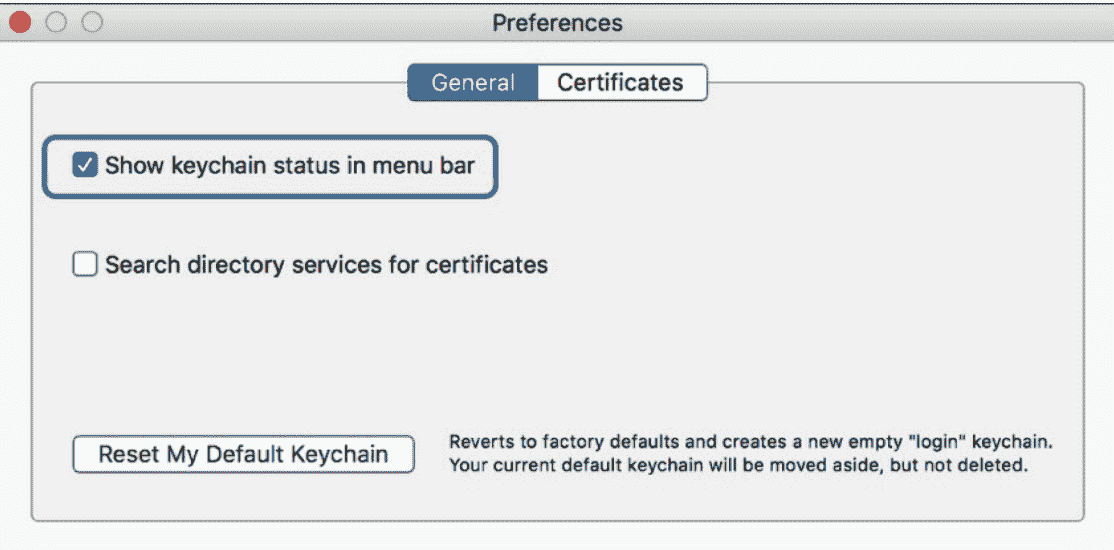 Preferences
General Certificates
Show keychain status in menu bar
Search directory services for certificates
Reset My Default Keychain
Reverts to factory defaults and creates a new empty "login" keychain.
Your current default keychain will be moved aside, but not deleted.